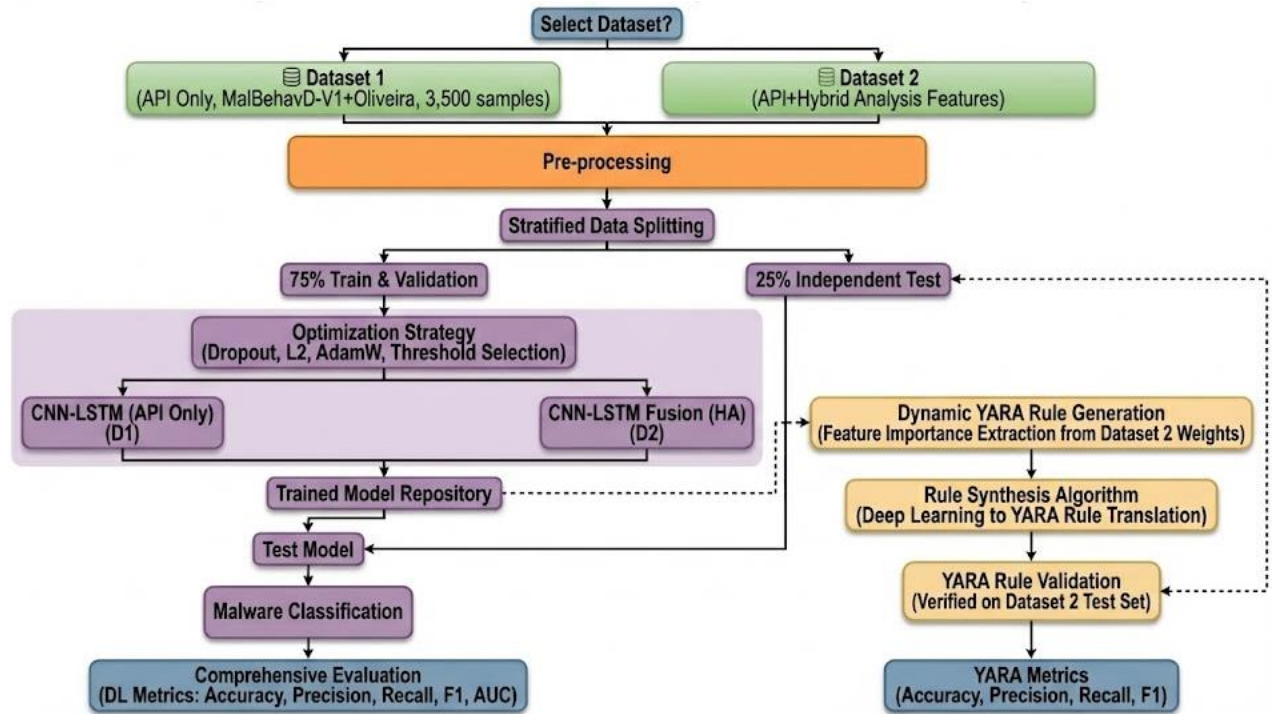 Select Dataset?
Dataset 1
(API Only, MalBehavD-V1+Oliveira, 3,500 samples)
Dataset 2
(API+Hybrid Analysis Features)
Pre-processing
Stratified Data Splitting
75% Train & Validation
25% Independent Test
Optimization Strategy
(Dropout, L2, AdamW, Threshold Selection)
CNN-LSTM (API Only)
(D1)
CNN-LSTM Fusion (HA)
(D2)
Dynamic YARA Rule Generation
(Feature Importance Extraction from Dataset 2 Weights)
Trained Model Repository
Rule Synthesis Algorithm
(Deep Learning to YARA Rule Translation)
Test Model
YARA Rule Validation
(Verified on Dataset 2 Test Set)
Malware Classification
Comprehensive Evaluation
(DL Metrics: Accuracy, Precision, Recall, F1, AUC)
YARA Metrics
(Accuracy, Precision, Recall, F1)